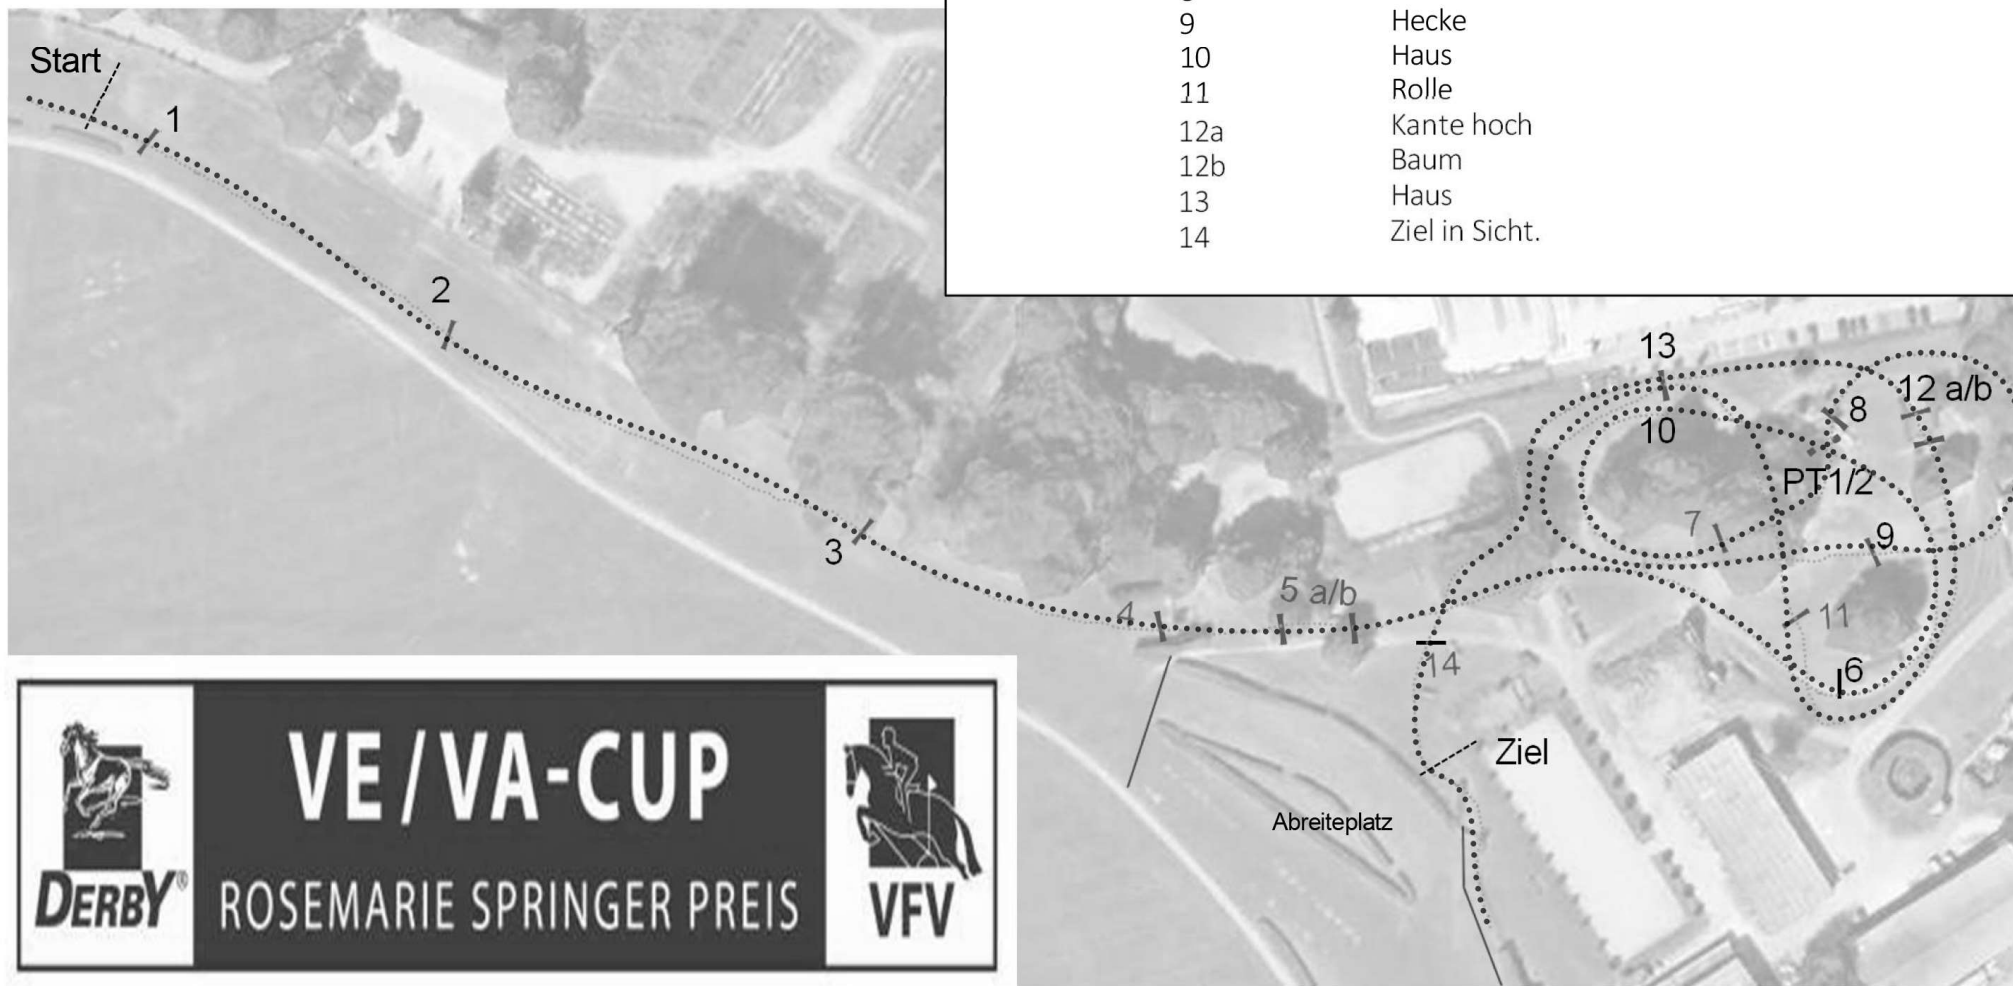 9 Hecke
10 Haus
11 Rolle
12a Kante hoch
12b Baum
13 Haus
14 Ziel in Sicht.
Start
1
2
3
4
5 a/b
13
10
12 a/b
8
PT1/2
7
9
11
6
14
Ziel
Abreiteplatz
DERBY®
VE / VA-CUP
ROSEMARIE SPRINGER PREIS
VFV